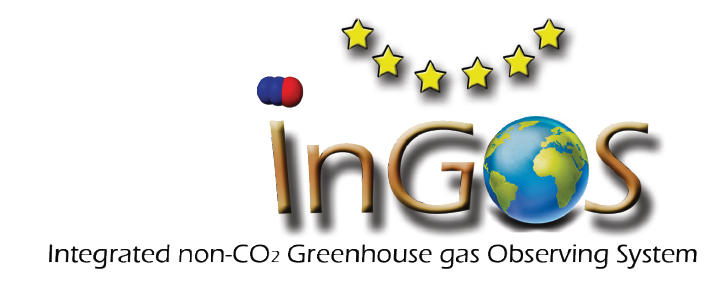 InGOS
Integrated non-CO2 Greenhouse gas Observing System